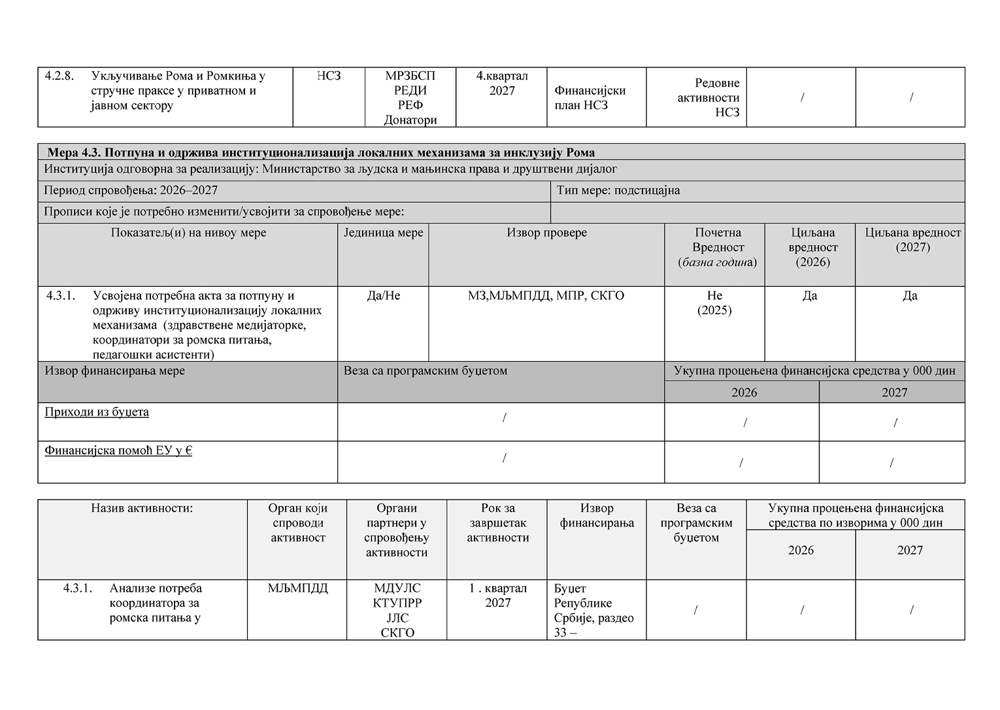 4.2.8. Укључивање Рома и Ромкиња у стручне праксе у приватном и јавном сектору
НСЗ
МРЗБСП
РЕДИ
РЕФ
Донатори
4.квартал
2027
Финансијски
план НСЗ
Редовне
активности
НСЗ
/
/
Мера 4.3. Потпуна и одржива институционализација локалних механизама за инклузију Рома
Институција одговорна за реализацију: Министарство за људска и мањинска права и друштвени дијалог
Период спровођења: 2026–2027
Тип мере: подстицајна
Прописи које је потребно изменити/усвојити за спровођење мере:
Показатељ(и) на нивоу мере
Јединица мере
Извор провере
Почетна
Вредност
(базна година)
Циљана
вредност
(2026)
Циљана вредност
(2027)
4.3.1. Усвојена потребна акта за потпуну и
одрживу институционализацију локалних
механизама (здравствене медијаторке,
координатори за ромска питања,
педагошки асистенти)
Да/Не
МЗ,МЉМПДД, МПР, СКГО
Не
(2025)
Да
Да
Извор финансирања мере
Веза са програмским буџетом
Укупна процењена финансијска средства у 000 дин
2026
2027
Приходи из буџета
/
/
/
Финансијска помоћ ЕУ у €
/
/
/
Назив активности:
Орган који
спроводи
активност
Органи
партнери у
спровођењу
активности
Рок за
завршетак
активности
Извор
финансирања
Веза са
програмским
буџетом
Укупна процењена финансијска
средства по изворима у 000 дин
2026
2027
4.3.1. Анализе потреба
координатора за
ромска питања у
МЉМПДД
МДУЛС
КТУПРР
ЈЛС
СКГО
1 . квартал
2027
Буџет
Републике
Србије, раздео
33 –
/
/
/